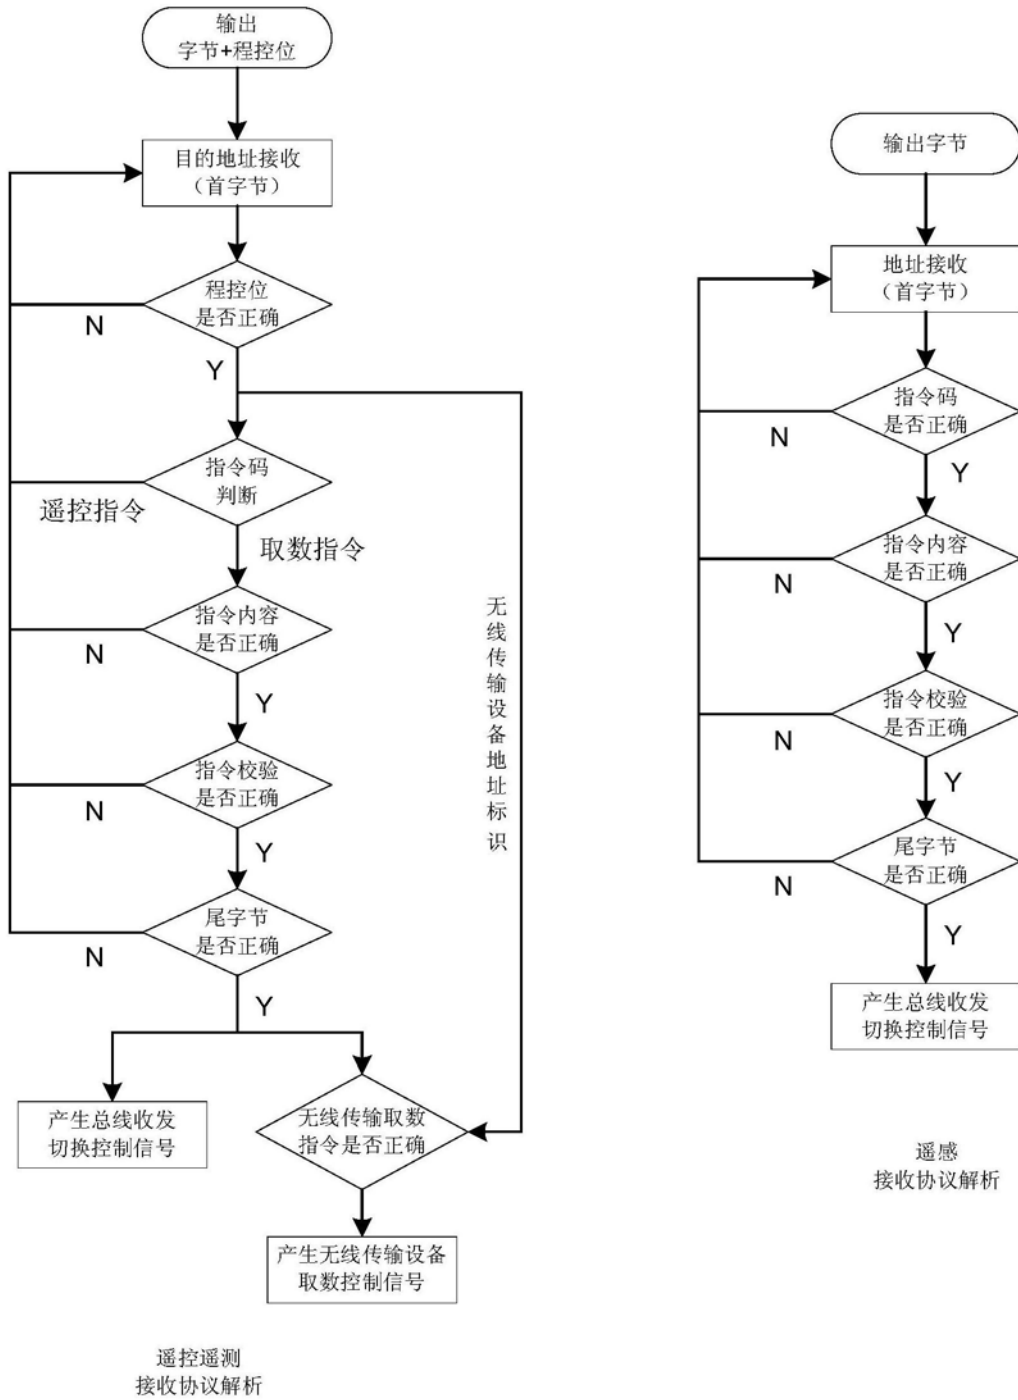 输出
字节+程控位
目的地址接收
（首字节）
程控位
是否正确
N
Y
指令码
判断
遥控指令
取数指令
指令内容
是否正确
N
Y
指令校验
是否正确
N
Y
尾字节
是否正确
N
Y
无线传输设备地址标识
产生总线收发
切换控制信号
无线传输取数
指令是否正确
产生无线传输设备
取数控制信号
遥控遥测
接收协议解析
输出字节
地址接收
（首字节）
指令码
是否正确
N
Y
指令内容
是否正确
N
Y
指令校验
是否正确
N
Y
尾字节
是否正确
N
Y
产生总线收发
切换控制信号
遥感
接收协议解析